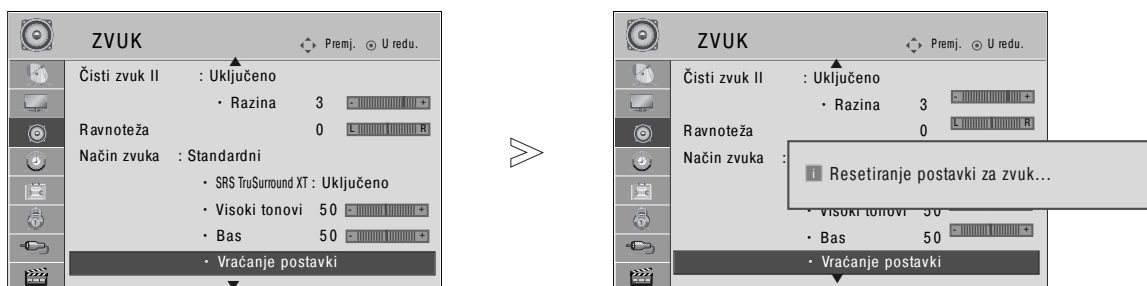 ZVUK Premj. U redu.
Čisti zvuk II : Uključeno
• Razina 3 - +
Ravnoteža 0 L R
Način zvuka : Standardni
• SRS TruSurround XT : Uključeno
• Visoki tonovi 50 - +
• Bas 50 - +
• Vraćanje postavki
>
ZVUK Premj. U redu.
Čisti zvuk II : Uključeno
• Razina 3 - +
Ravnoteža 0 L R
Način zvuka :
i Resetiranje postavki za zvuk...
• Visoki tonovi 50
• Bas 50 - +
• Vraćanje postavki